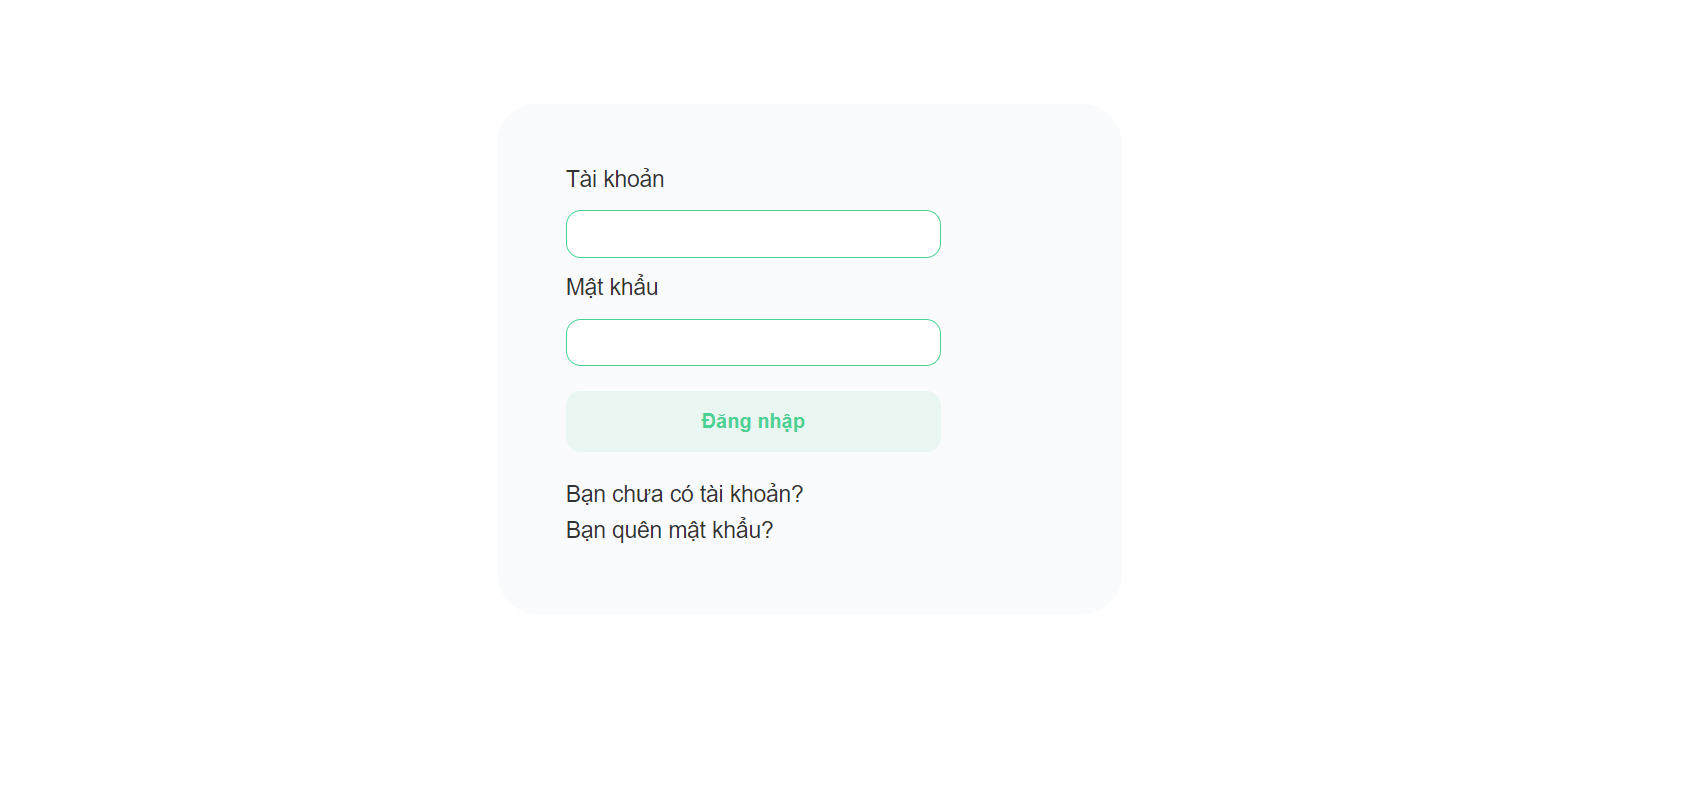 Tài khoản
Mật khẩu
Đăng nhập
Bạn chưa có tài khoản?
Bạn quên mật khẩu?